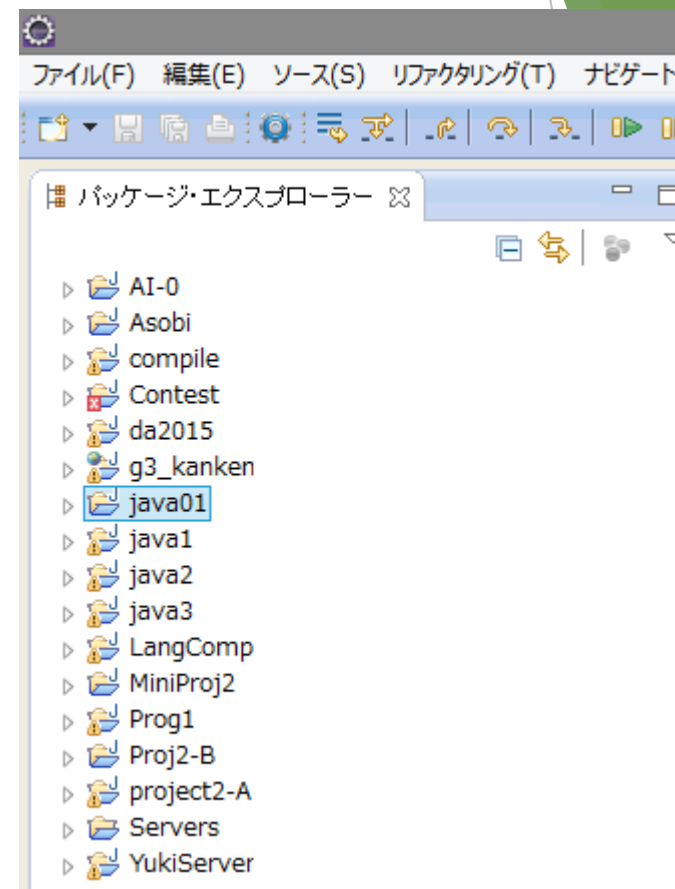 ファイル(F) 編集(E) ソース(S) リファクタリング(T) ナビゲート
パッケージ・エクスプローラー
AI-0
Asobi
compile
Contest
da2015
g3_kanken
java01
java1
java2
java3
LangComp
MiniProj2
Prog1
Proj2-B
project2-A
Servers
YukiServer